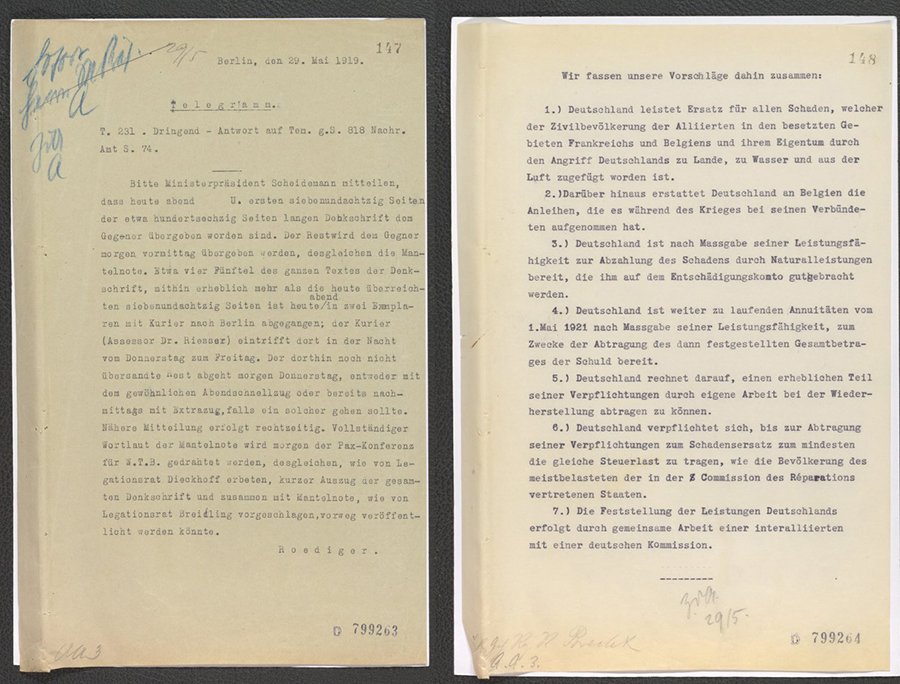 147
29/5
Berlin, den 29. Mai 1919.
Telegramm.
T. 231 . Dringend - Antwort auf Tem. g.S. 818 Nachr.
Amt S. 74.
Bitte Ministerpräsident Scheidemann mitteilen,
dass heute abend U. ersten siebenundachtzig Seiten
der etwa hundertsechzig Seiten langen Denkschrift dem
Gegener übergeben worden sind. Der Restwird dem Gegner
morgen vormittag übergeben werden, desgleichen die Man-
telnote. Etwa vier Fünftel des ganzen Textes der Denk-
schrift, mithin erheblich mehr als die heute überreich-
abend
ten siebenundachtzig Seiten ist heute/in zwei Exmpla-
ren mit Kurier nach Berlin abgegangen; der Kurier
(Assessor Dr. Riesser) eintrifft dort in der Nacht
vom Donnerstag zum Freitag. Der dorthin noch nicht
übersandte Rest abgeht morgen Donnerstag, entweder mit
dem gewöhnlichen Abendschnellzug oder bereits nach-
mittags mit Extrazug,falls ein solcher gehen sollte.
Nähere Mitteilung erfolgt rechtzeitig. Vollständiger
Wortlaut der Mantelnote wird morgen der Pax-Konferenz
für W.T.B. gedrahtet werden, desgleichen, wie von Le-
gationsrat Dieckhoff erbeten, kurzer Auszug der gesam-
ten Denkschrift und zusammen mit Mantelnote, wie von
Legationsrat Breidling vorgeschlagen,vorweg veröffent-
licht werden könnte.
Roediger.
D 799263
148
Wir fassen unsere Vorschläge dahin zusammen:
1.) Deutschland leistet Ersatz für allen Schaden, welcher
der Zivilbevölkerung der Alliierten in den besetzten Ge-
bieten Frankreichs und Belgiens und ihrem Eigentum durch
den Angriff Deutschlands zu Lande, zu Wasser und aus der
Luft zugefügt worden ist.
2.)Darüber hinaus erstattet Deutschland an Belgien die
Anleihen, die es während des Krieges bei seinen Verbünde-
ten aufgenommen hat.
3.) Deutschland ist nach Massgabe seiner Leistungsfä-
higkeit zur Abzahlung des Schadens durch Naturalleistungen
bereit, die ihm auf dem Entschädigungskonto gutgebracht
werden.
4.) Deutschland ist weiter zu laufenden Annuitäten vom
1.Mai 1921 nach Massgabe seiner Leistungsfähigkeit, zum
Zwecke der Abtragung des dann festgestellten Gesamtbetra-
ges der Schuld bereit.
5.) Deutschland rechnet darauf, einen erheblichen Teil
seiner Verpflichtungen durch eigene Arbeit bei der Wieder-
herstellung abtragen zu können.
6.) Deutschland verpflichtet sich, bis zur Abtragung
seiner Verpflichtungen zum Schadensersatz zum mindesten
die gleiche Steuerlast zu tragen, wie die Bevölkerung des
meistbelasteten der in der Commission des Réparations
vertretenen Staaten.
7.) Die Feststellung der Leistungen Deutschlands
erfolgt durch gemeinsame Arbeit einer interalliierten
mit einer deutschen Kommission.
29/5.
D 799264